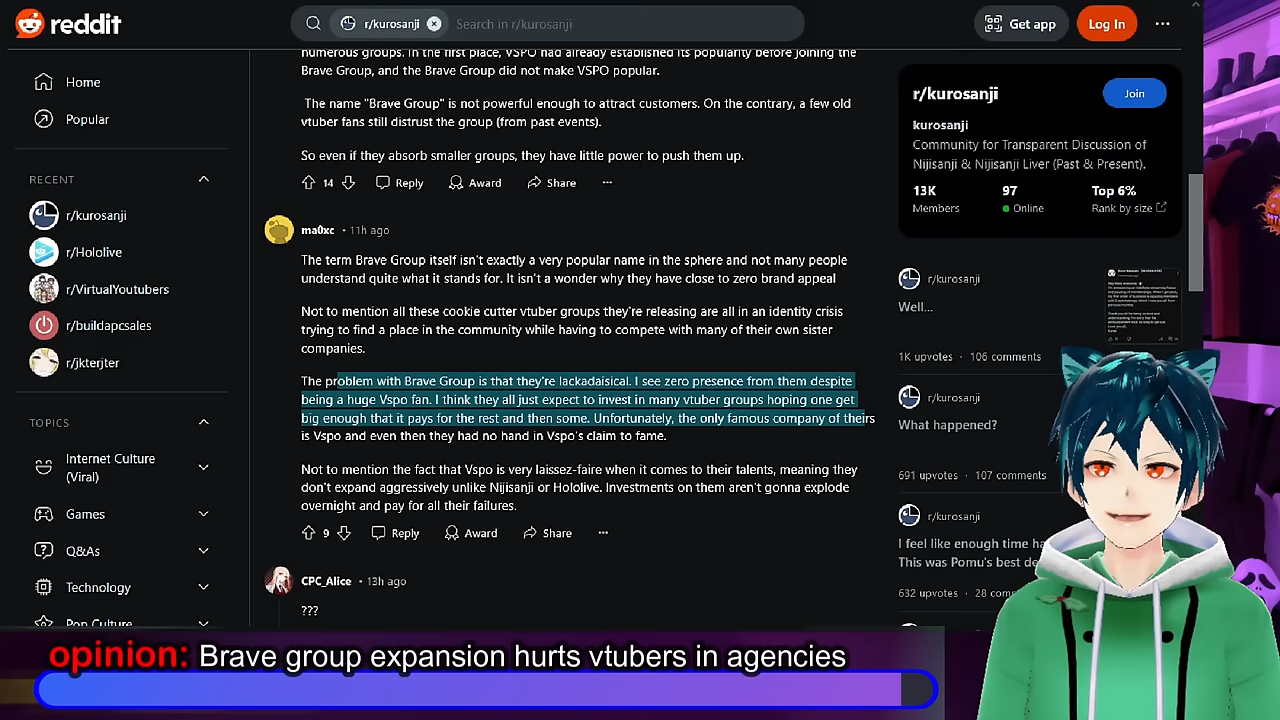 reddit
r/kurosanji
Search in r/kurosanji
Get app
Log In
Home
Popular
RECENT
r/kurosanji
r/Hololive
r/VirtualYoutubers
r/buildapcsales
r/jkterjter
TOPICS
Internet Culture
(Viral)
Games
Q&As
Technology
Pop Culture
numerous groups. In the first place, VSPO had already established its popularity before joining the
Brave Group, and the Brave Group did not make VSPO popular.
The name "Brave Group" is not powerful enough to attract customers. On the contrary, a few old
vtuber fans still distrust the group (from past events).
So even if they absorb smaller groups, they have little power to push them up.
14 Reply Award Share
ma0xc • 11h ago
The term Brave Group itself isn't exactly a very popular name in the sphere and not many people
understand quite what it stands for. It isn't a wonder why they have close to zero brand appeal
Not to mention all of these other random vtuber groups they're releasing are all in an identity crisis
trying to find a place in the community while having to compete with many of their own sister
companies.
The problem with Brave Group is that they're lackadaisical. I see zero presence from them despite
being a huge Vspo fan. I think they all just expect to invest in many vtuber groups hoping one get
big enough that it pays for the rest and then some. Unfortunately, the only famous company of theirs
is Vspo and even then they had no hand in Vspo's claim to fame.
Not to mention the fact that Vspo is very laissez-faire when it comes to their talents, meaning they
don't expand aggressively unlike Nijisanji or Hololive. Investments on them aren't gonna explode
overnight and pay for all their failures.
9 Reply Award Share
CPC_Alice • 13h ago
???
r/kurosanji
Join
kurosanji
Community for Transparent Discussion of
Nijisanji & Nijisanji Liver (Past & Present).
13K 97 Top 6%
Members Online Rank by size
r/kurosanji
Well...
1K upvotes • 106 comments
r/kurosanji
What happened?
691 upvotes • 107 comments
r/kurosanji
I feel like enough time ha
This was Pomu's best de
632 upvotes • 28 com
opinion: Brave group expansion hurts vtubers in agencies